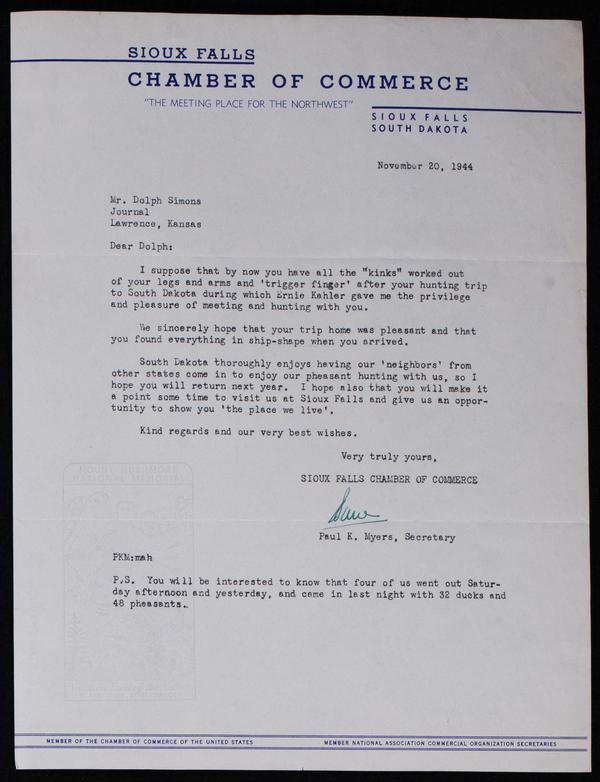 SIOUX FALLS
CHAMBER OF COMMERCE
"THE MEETING PLACE FOR THE NORTHWEST"
SIOUX FALLS
SOUTH DAKOTA
November 20, 1944
Mr. Dolph Simons
Journal
Lawrence, Kansas
Dear Dolph:
I suppose that by now you have all the "kinks" worked out
of your legs and arms and 'trigger finger' after your hunting trip
to South Dakota during which Ernie Kahler gave me the privilege
and pleasure of meeting and hunting with you.
We sincerely hope that your trip home was pleasant and that
you found everything in ship-shape when you arrived.
South Dakota thoroughly enjoys having our 'neighbors' from
other states come in to enjoy our pheasant hunting with us, so I
hope you will return next year. I hope also that you will make it
a point some time to visit us at Sioux Falls and give us an oppor-
tunity to show you 'the place we live'.
Kind regards and our very best wishes.
Very truly yours,
SIOUX FALLS CHAMBER OF COMMERCE
Paul K. Myers, Secretary
PKM:mah
P.S. You will be interested to know that four of us went out Satur-
day afternoon and yesterday, and came in last night with 32 ducks and
48 pheasants.
MEMBER OF THE CHAMBER OF COMMERCE OF THE UNITED STATES
MEMBER NATIONAL ASSOCIATION COMMERCIAL ORGANIZATION SECRETARIES